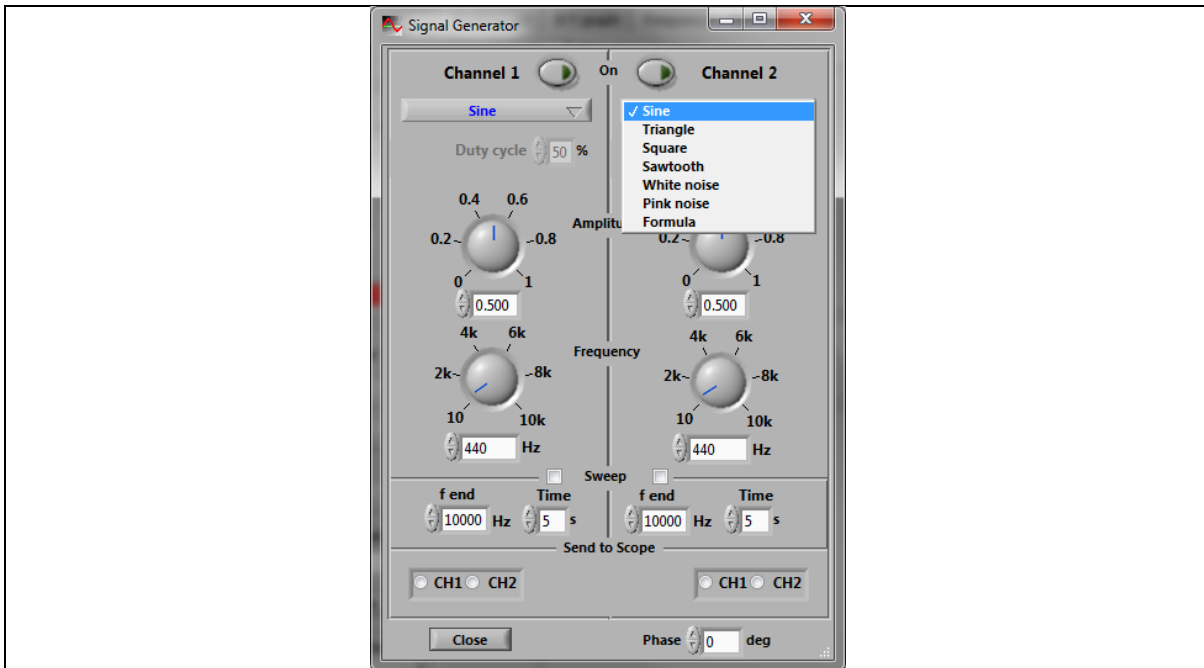 Signal Generator
Channel 1 On Channel 2
Sine
Duty cycle 50 %
✓ Sine
Triangle
Square
Sawtooth
White noise
Pink noise
Formula
0.4 0.6
0.2 0.8
0 1
0.500
Amplitu
0.2 0.8
0 1
0.500
4k 6k
2k 8k
10 10k
440 Hz
Frequency
4k 6k
2k 8k
10 10k
440 Hz
Sweep
f end Time
10000 Hz 5 s
f end Time
10000 Hz 5 s
Send to Scope
CH1 CH2
CH1 CH2
Close
Phase 0 deg